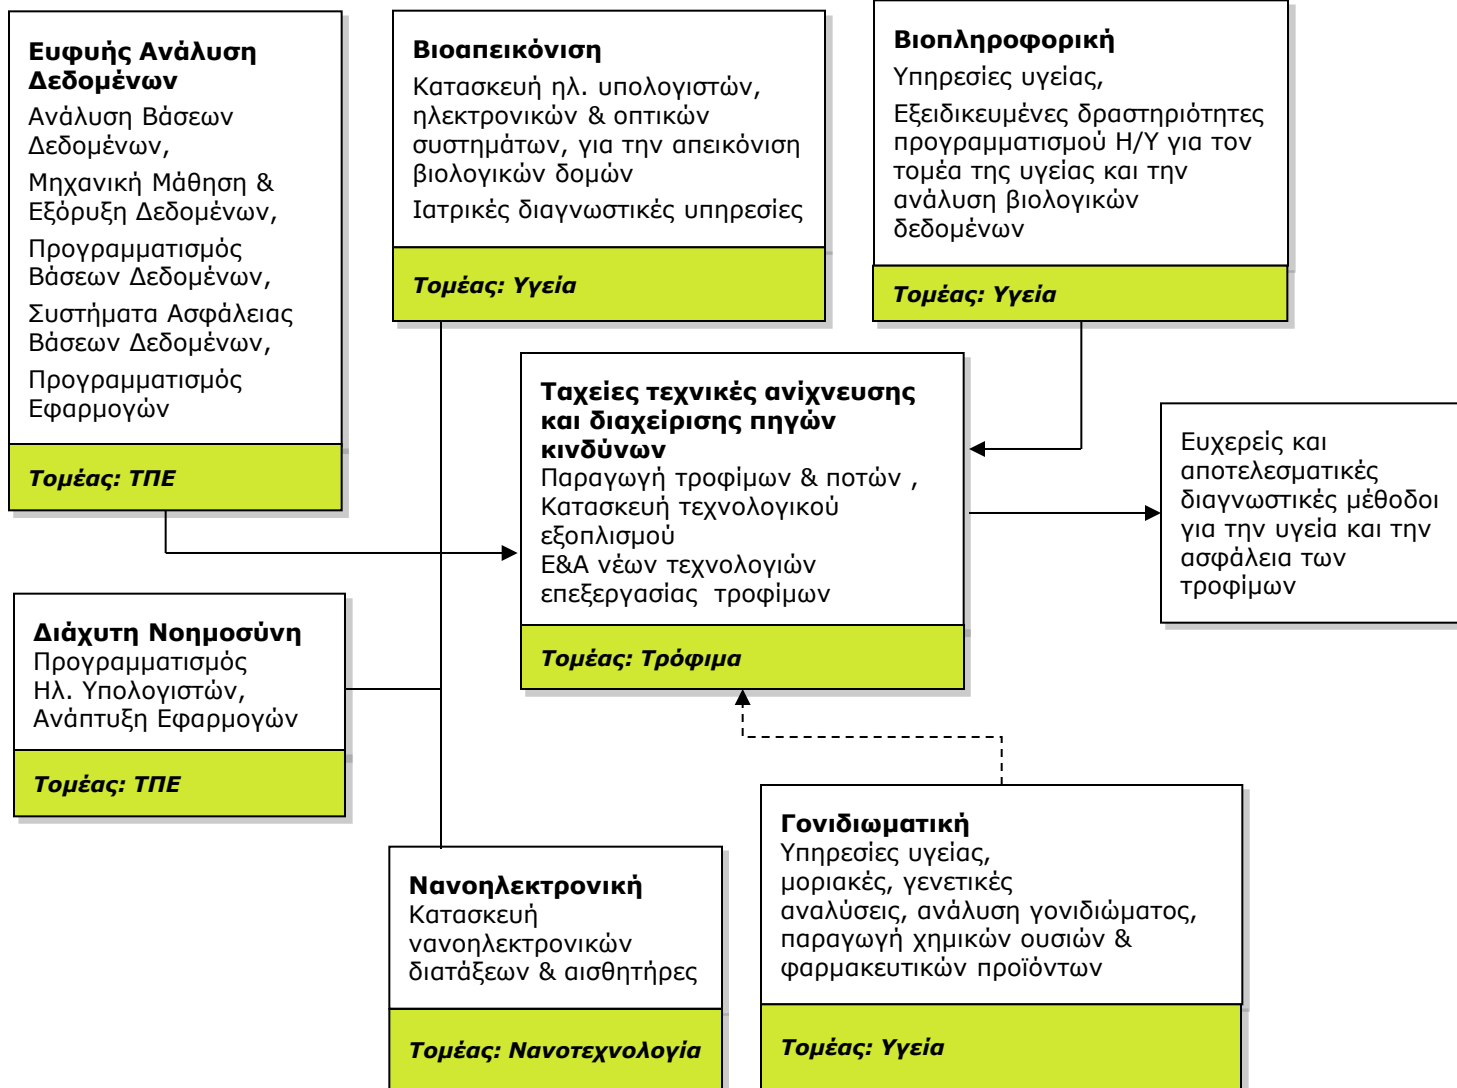 Ευφυής Ανάλυση
Δεδομένων
Ανάλυση Βάσεων
Δεδομένων,
Μηχανική Μάθηση &
Εξόρυξη Δεδομένων,
Προγραμματισμός
Βάσεων Δεδομένων,
Συστήματα Ασφάλειας
Βάσεων Δεδομένων,
Προγραμματισμός
Εφαρμογών
Τομέας: ΤΠΕ
Βιοαπεικόνιση
Κατασκευή ηλ. υπολογιστών,
ηλεκτρονικών & οπτικών
συστημάτων, για την απεικόνιση
βιολογικών δομών
Ιατρικές διαγνωστικές υπηρεσίες
Τομέας: Υγεία
Βιοπληροφορική
Υπηρεσίες υγείας,
Εξειδικευμένες δραστηριότητες
προγραμματισμού Η/Υ για τον
τομέα της υγείας και την
ανάλυση βιολογικών
δεδομένων
Τομέας: Υγεία
Ταχείες τεχνικές ανίχνευσης
και διαχείρισης πηγών
κινδύνων
Παραγωγή τροφίμων & ποτών ,
Κατασκευή τεχνολογικού
εξοπλισμού
Ε&Α νέων τεχνολογιών
επεξεργασίας τροφίμων
Τομέας: Τρόφιμα
Ευχερείς και
αποτελεσματικές
διαγνωστικές μέθοδοι
για την υγεία και την
ασφάλεια των
τροφίμων
Διάχυτη Νοημοσύνη
Προγραμματισμός
Ηλ. Υπολογιστών,
Ανάπτυξη Εφαρμογών
Τομέας: ΤΠΕ
Νανοηλεκτρονική
Κατασκευή
νανοηλεκτρονικών
διατάξεων & αισθητήρες
Τομέας: Νανοτεχνολογία
Γονιδιωματική
Υπηρεσίες υγείας,
μοριακές, γενετικές
αναλύσεις, ανάλυση γονιδιώματος,
παραγωγή χημικών ουσιών &
φαρμακευτικών προϊόντων
Τομέας: Υγεία